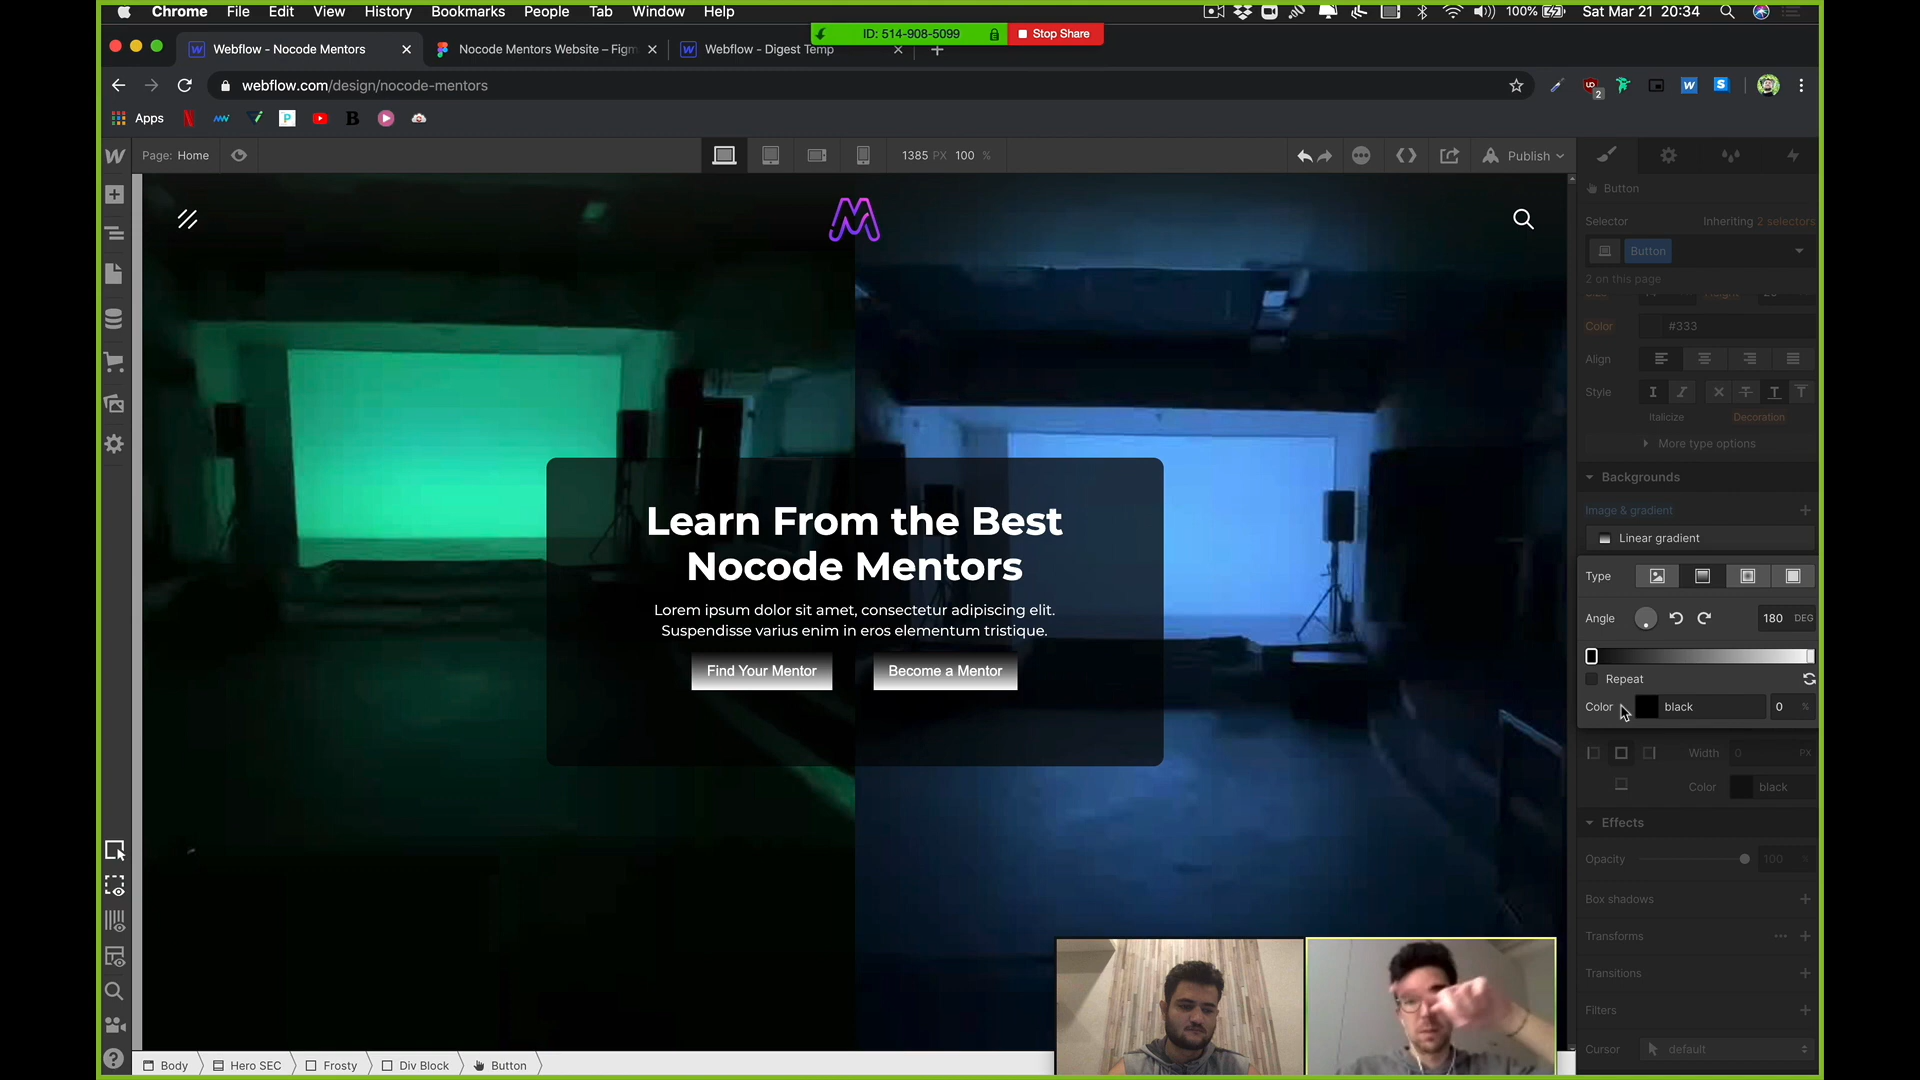 Chrome File Edit View History Bookmarks People Tab Window Help
100% Sat Mar 21 20:34
ID: 514-908-5099 Stop Share
Webflow - Nocode Mentors
Nocode Mentors Website – Figm
Webflow - Digest Temp
webflow.com/design/nocode-mentors
2
Apps
Page: Home
1385 PX 100 %
Publish
Button
Selector
Inheriting 2 selectors
Button
2 on this page
Color
#333
Align
Style
Italicize
Decoration
More type options
Backgrounds
Image & gradient
Linear gradient
Type
Angle
180 DEG
Repeat
Color
black
0 %
Width
0 PX
Color
black
Effects
Opacity
100 %
Box shadows
Transforms
Transitions
Filters
Cursor
default
Learn From the Best
Nocode Mentors
Lorem ipsum dolor sit amet, consectetur adipiscing elit.
Suspendisse varius enim in eros elementum tristique.
Find Your Mentor
Become a Mentor
Body
Hero SEC
Frosty
Div Block
Button